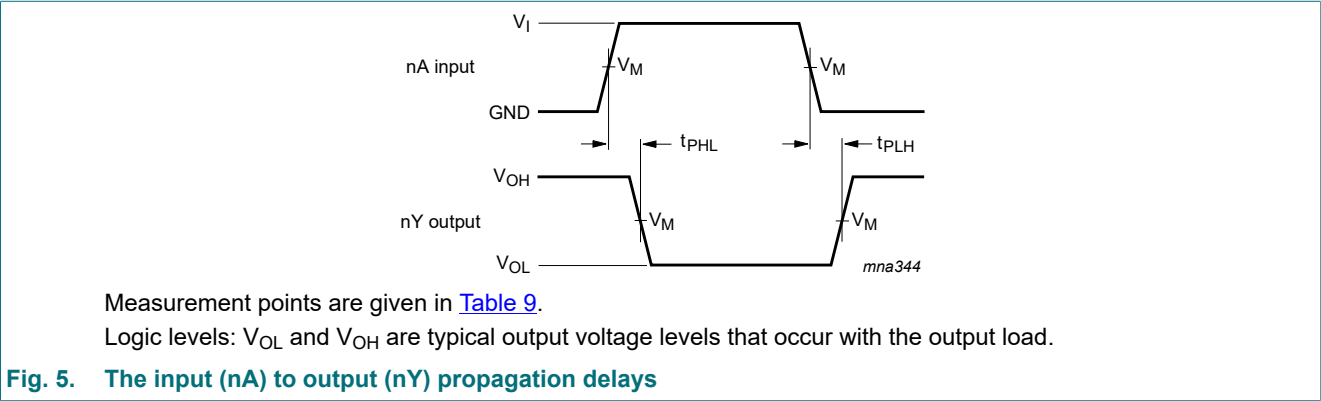 V_I
nA input
V_M
V_M
GND
t_PHL
t_PLH
V_OH
nY output
V_M
V_M
V_OL
mna344
Measurement points are given in Table 9.
Logic levels: V_OL and V_OH are typical output voltage levels that occur with the output load.
Fig. 5. The input (nA) to output (nY) propagation delays